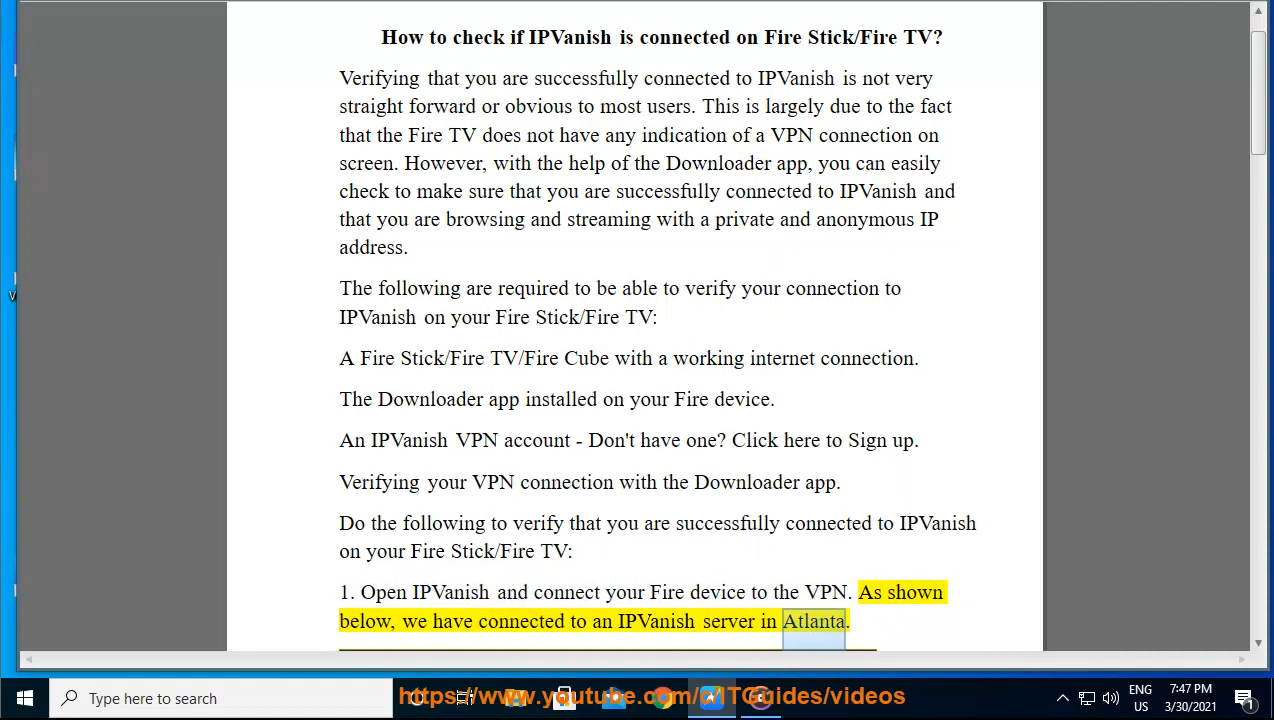 How to check if IPVanish is connected on Fire Stick/Fire TV?
Verifying that you are successfully connected to IPVanish is not very
straight forward or obvious to most users. This is largely due to the fact
that the Fire TV does not have any indication of a VPN connection on
screen. However, with the help of the Downloader app, you can easily
check to make sure that you are successfully connected to IPVanish and
that you are browsing and streaming with a private and anonymous IP
address.
The following are required to be able to verify your connection to
IPVanish on your Fire Stick/Fire TV:
A Fire Stick/Fire TV/Fire Cube with a working internet connection.
The Downloader app installed on your Fire device.
An IPVanish VPN account - Don't have one? Click here to Sign up.
Verifying your VPN connection with the Downloader app.
Do the following to verify that you are successfully connected to IPVanish
on your Fire Stick/Fire TV:
1. Open IPVanish and connect your Fire device to the VPN. As shown
below, we have connected to an IPVanish server in Atlanta.
Type here to search
https://www.youtube.com/c/ITGuides/videos
ENG
US
7:47 PM
3/30/2021
1